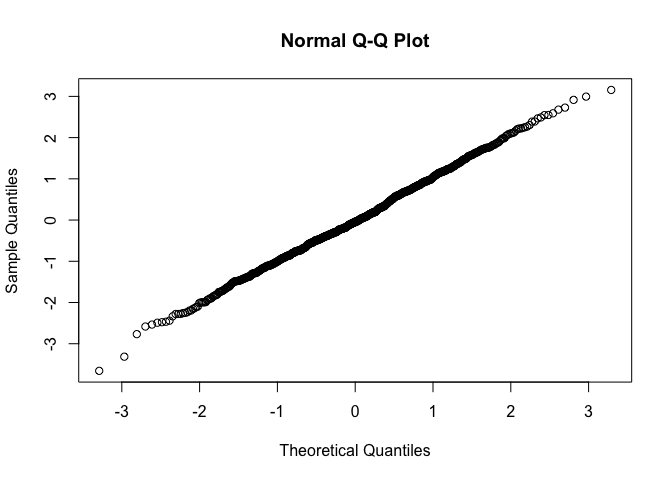 Normal Q-Q Plot
Sample Quantiles
3
2
1
0
-1
-2
-3
-3 -2 -1 0 1 2 3
Theoretical Quantiles